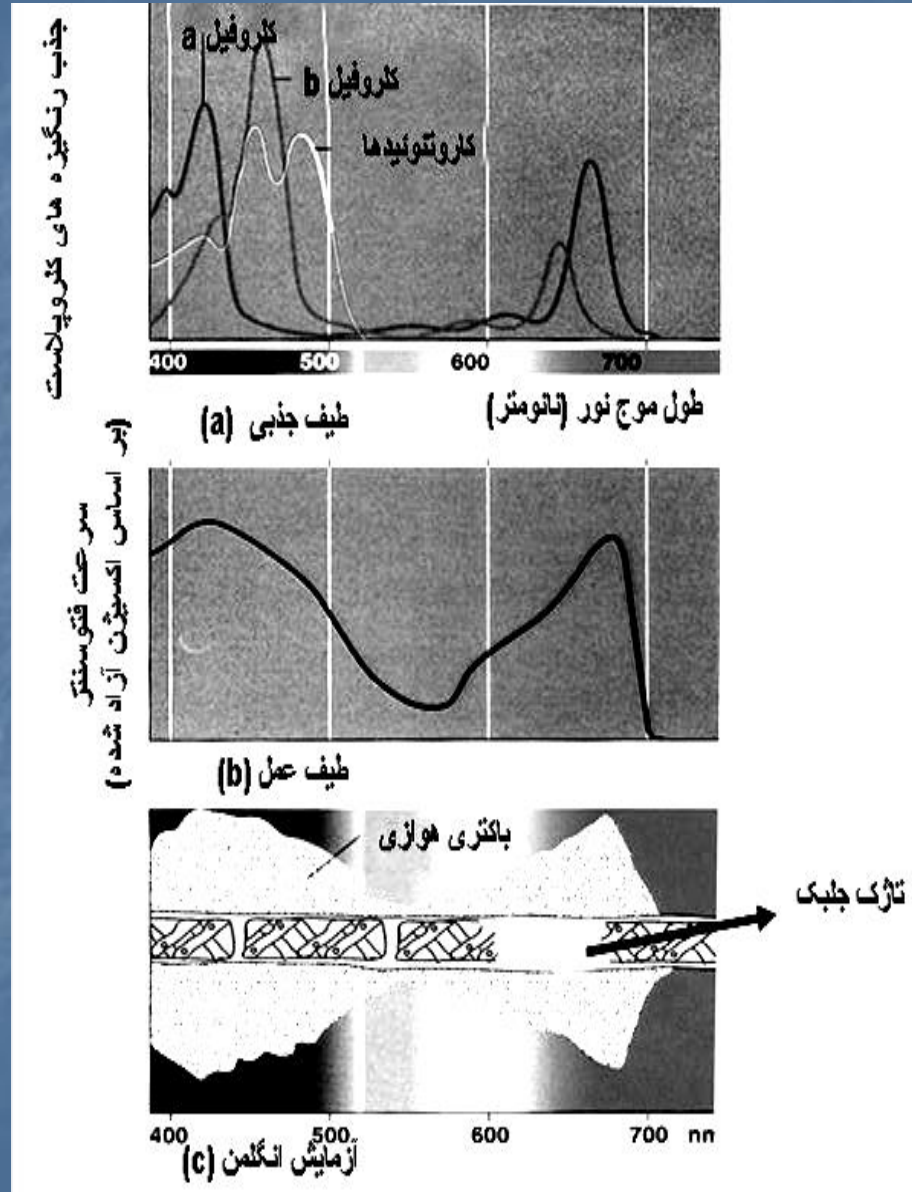 جذب رنگیزه های کلروپلاست
کلروفیل a
کلروفیل b
کاروتنوئیدها
400 500 600 700
طول موج نور (نانومتر)
طیف جذبی (a)
سرعت فتوسنتز
(بر اساس اکسیژن آزاد شده)
طیف عمل (b)
باکتری هوازی
تاژک جلبک
400 500 600 700 nm
آزمایش انگلمن (c)